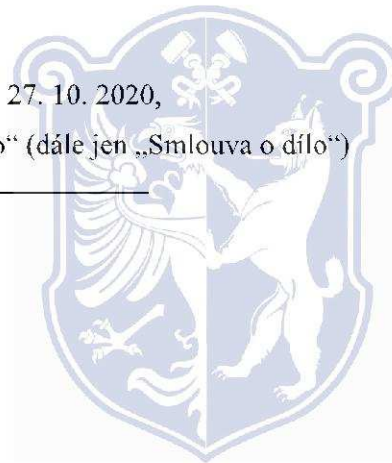 27. 10. 2020,
“ (dále jen „Smlouva o dílo“)